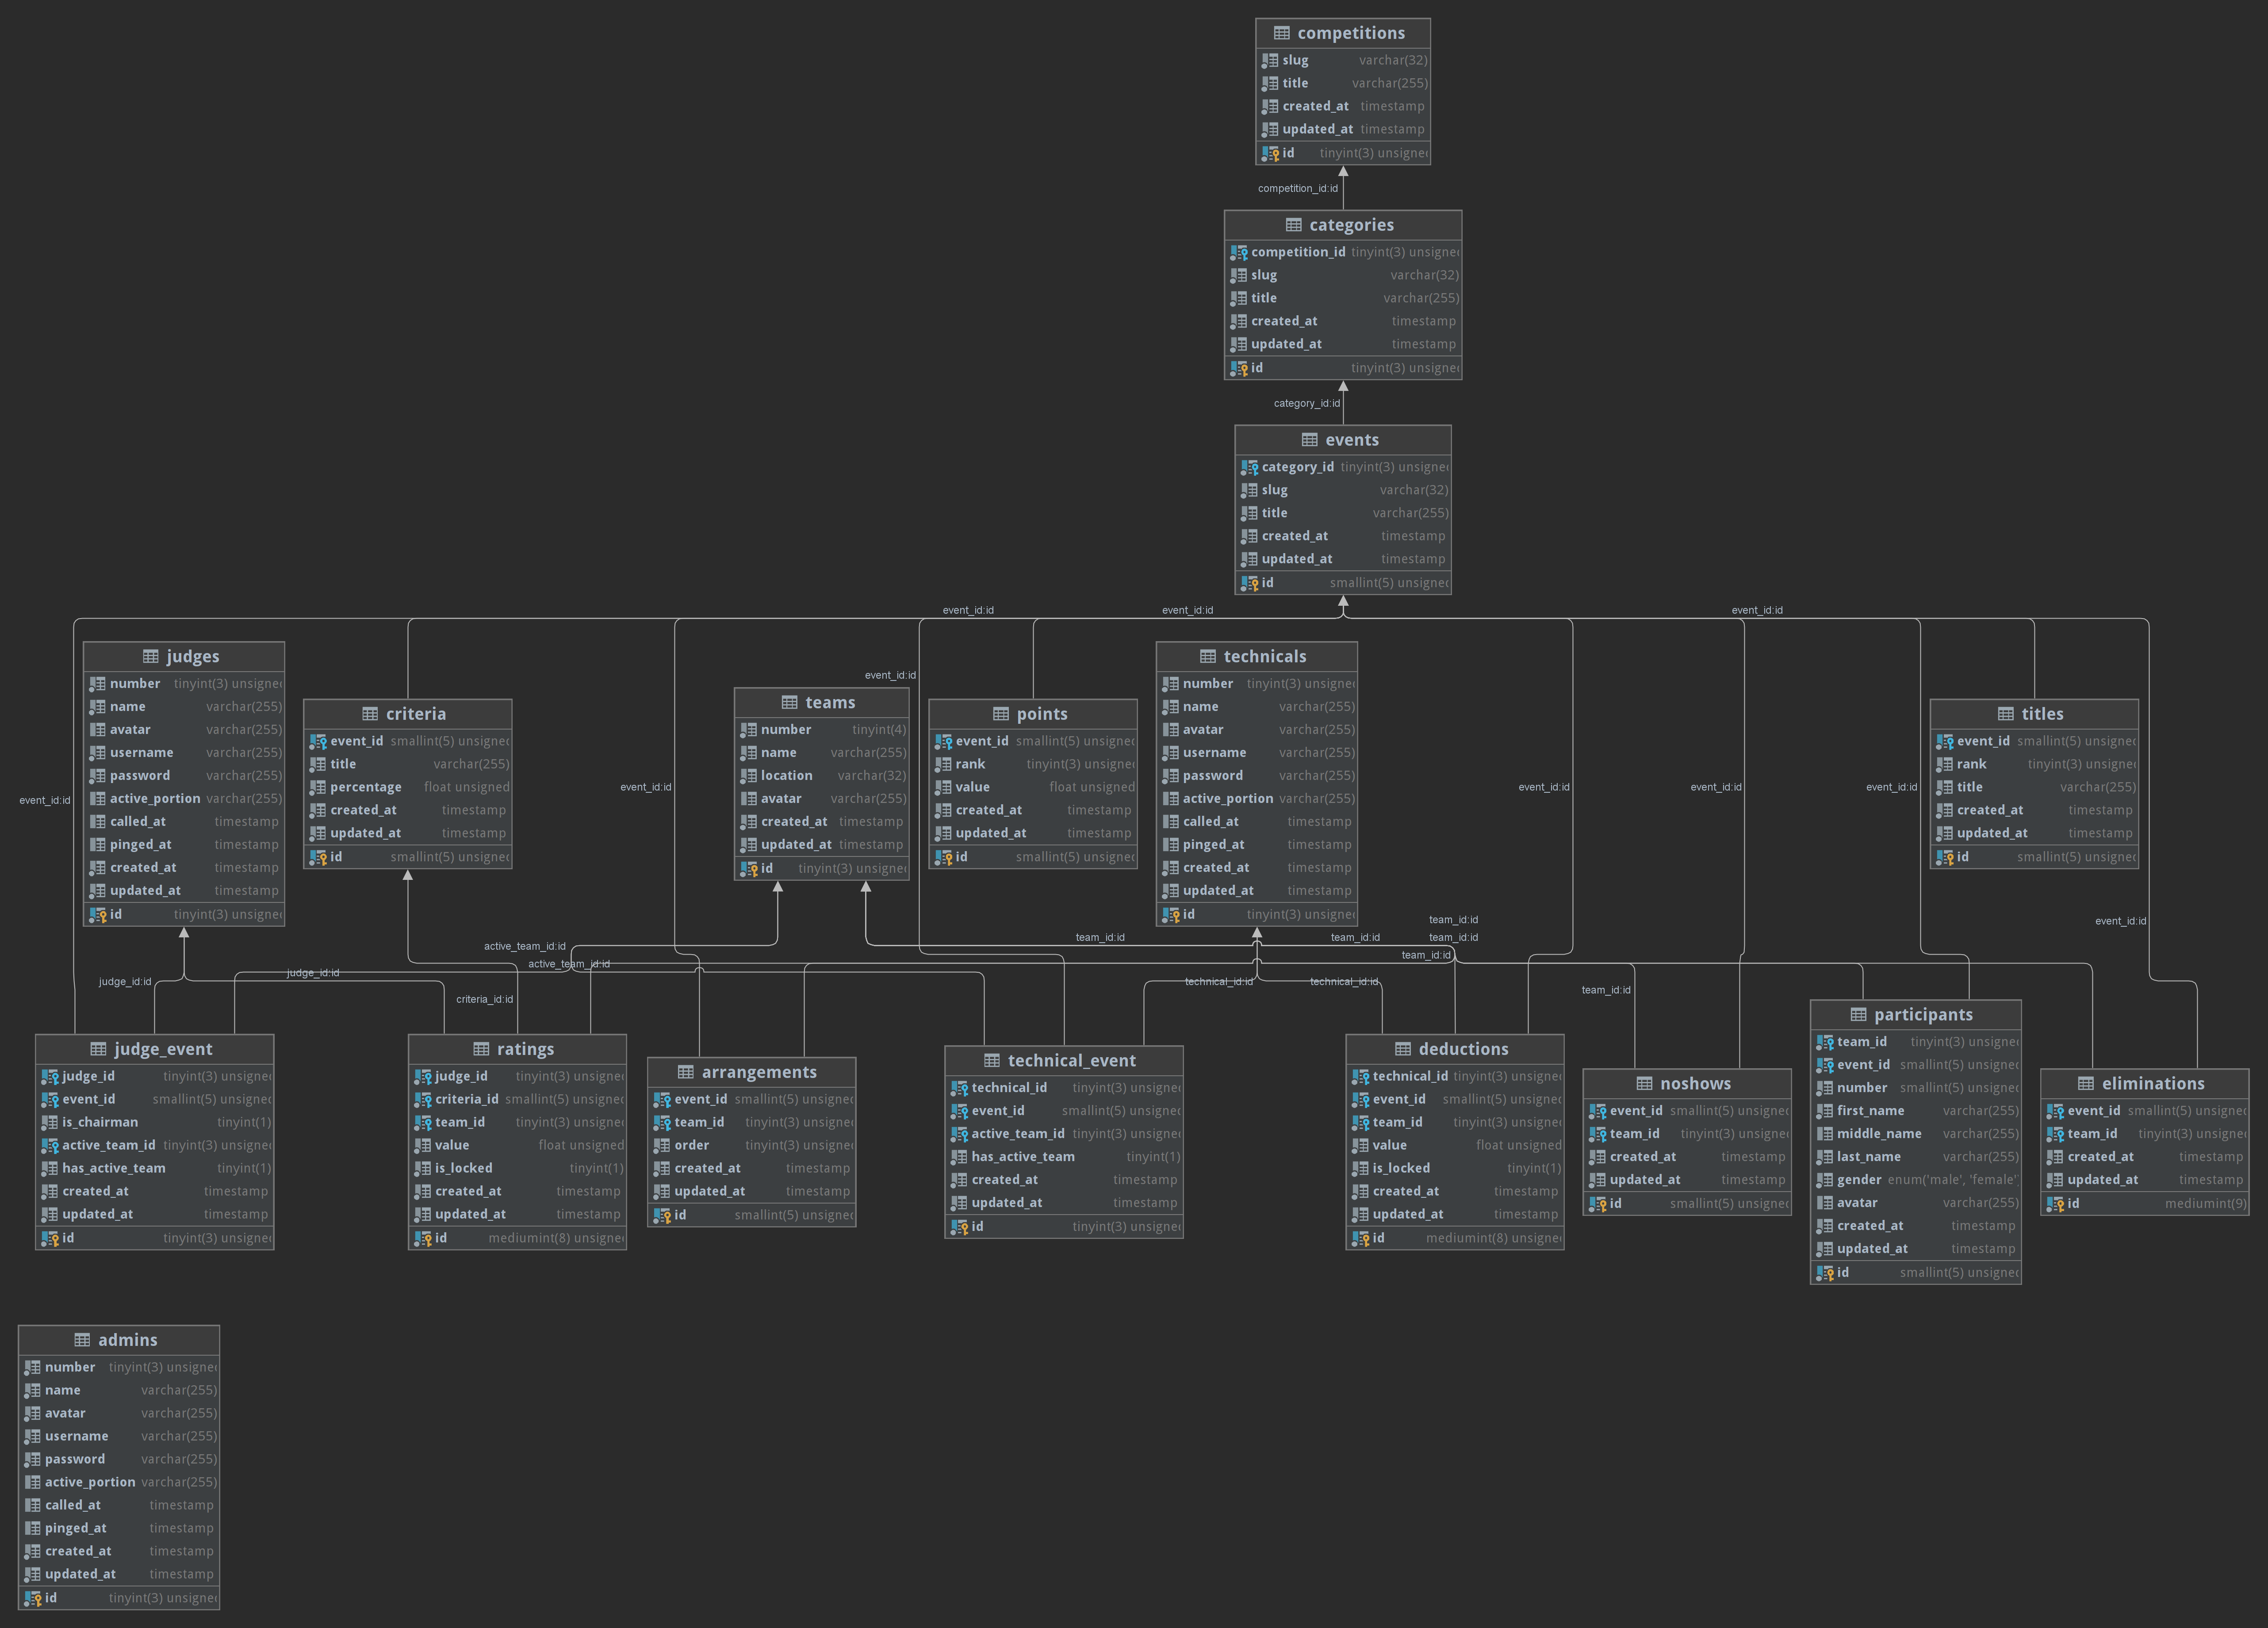 competitions
slug varchar(32)
title varchar(255)
created_at timestamp
updated_at timestamp
id tinyint(3) unsigned
competition_id:id
categories
competition_id tinyint(3) unsigned
slug varchar(32)
title varchar(255)
created_at timestamp
updated_at timestamp
id tinyint(3) unsigned
category_id:id
events
category_id tinyint(3) unsigned
slug varchar(32)
title varchar(255)
created_at timestamp
updated_at timestamp
id smallint(5) unsigned
event_id:id
event_id:id
event_id:id
judges
number tinyint(3) unsigned
name varchar(255)
avatar varchar(255)
username varchar(255)
password varchar(255)
active_portion varchar(255)
called_at timestamp
pinged_at timestamp
created_at timestamp
updated_at timestamp
id tinyint(3) unsigned
criteria
event_id smallint(5) unsigned
title varchar(255)
percentage float unsigned
created_at timestamp
updated_at timestamp
id smallint(5) unsigned
teams
number tinyint(4)
name varchar(255)
location varchar(32)
avatar varchar(255)
created_at timestamp
updated_at timestamp
id tinyint(3) unsigned
event_id:id
points
event_id smallint(5) unsigned
rank tinyint(3) unsigned
value float unsigned
created_at timestamp
updated_at timestamp
id smallint(5) unsigned
technicals
number tinyint(3) unsigned
name varchar(255)
avatar varchar(255)
username varchar(255)
password varchar(255)
active_portion varchar(255)
called_at timestamp
pinged_at timestamp
created_at timestamp
updated_at timestamp
id tinyint(3) unsigned
titles
event_id smallint(5) unsigned
rank tinyint(3) unsigned
title varchar(255)
created_at timestamp
updated_at timestamp
id smallint(5) unsigned
event_id:id
event_id:id
event_id:id
event_id:id
event_id:id
event_id:id
team_id:id
team_id:id
team_id:id
team_id:id
team_id:id
active_team_id:id
active_team_id:id
judge_id:id
judge_id:id
criteria_id:id
technical_id:id
technical_id:id
team_id:id
judge_event
judge_id tinyint(3) unsigned
event_id smallint(5) unsigned
is_chairman tinyint(1)
active_team_id tinyint(3) unsigned
has_active_team tinyint(1)
created_at timestamp
updated_at timestamp
id tinyint(3) unsigned
ratings
judge_id tinyint(3) unsigned
criteria_id smallint(5) unsigned
team_id tinyint(3) unsigned
value float unsigned
is_locked tinyint(1)
created_at timestamp
updated_at timestamp
id mediumint(8) unsigned
arrangements
event_id smallint(5) unsigned
team_id tinyint(3) unsigned
order tinyint(3) unsigned
created_at timestamp
updated_at timestamp
id smallint(5) unsigned
technical_event
technical_id tinyint(3) unsigned
event_id smallint(5) unsigned
active_team_id tinyint(3) unsigned
has_active_team tinyint(1)
created_at timestamp
updated_at timestamp
id tinyint(3) unsigned
deductions
technical_id tinyint(3) unsigned
event_id smallint(5) unsigned
team_id tinyint(3) unsigned
value float unsigned
is_locked tinyint(1)
created_at timestamp
updated_at timestamp
id mediumint(8) unsigned
noshows
event_id smallint(5) unsigned
team_id tinyint(3) unsigned
created_at timestamp
updated_at timestamp
id smallint(5) unsigned
participants
team_id tinyint(3) unsigned
event_id smallint(5) unsigned
number smallint(5) unsigned
first_name varchar(255)
middle_name varchar(255)
last_name varchar(255)
gender enum('male', 'female'
avatar varchar(255)
created_at timestamp
updated_at timestamp
id smallint(5) unsigned
eliminations
event_id smallint(5) unsigned
team_id tinyint(3) unsigned
created_at timestamp
updated_at timestamp
id mediumint(9)
admins
number tinyint(3) unsigned
name varchar(255)
avatar varchar(255)
username varchar(255)
password varchar(255)
active_portion varchar(255)
called_at timestamp
pinged_at timestamp
created_at timestamp
updated_at timestamp
id tinyint(3) unsigned